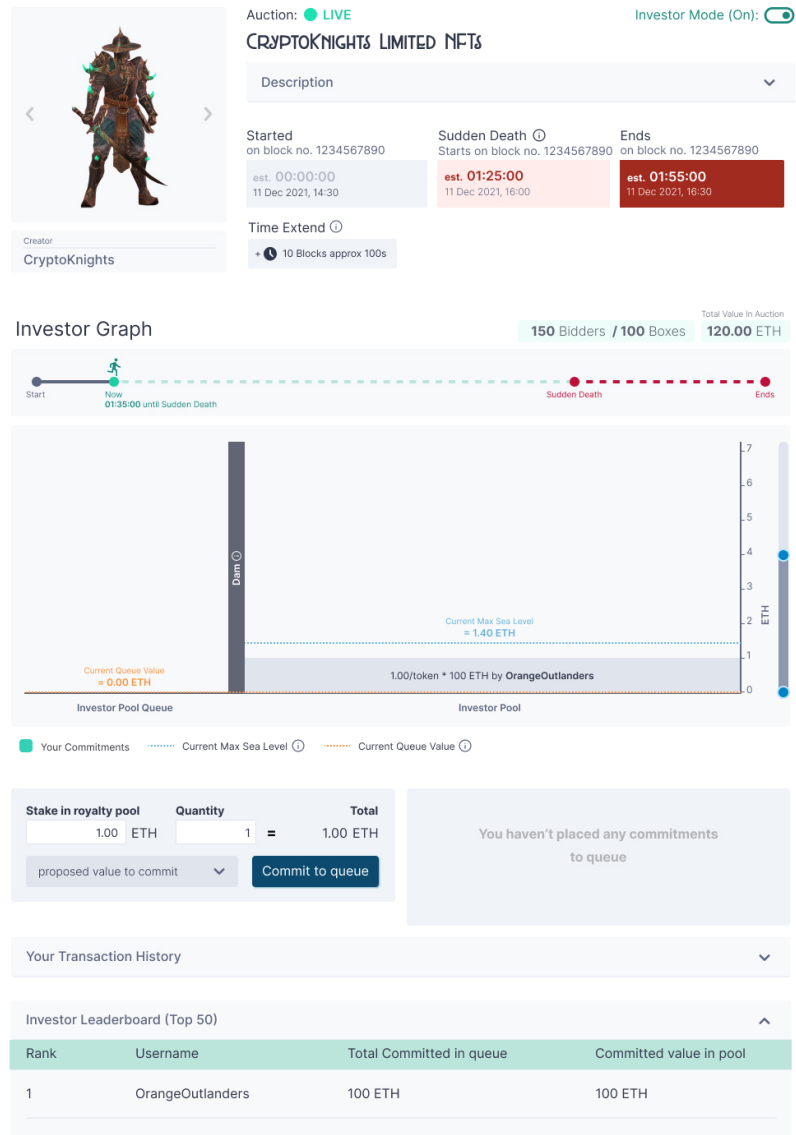 Auction: LIVE
Investor Mode (On):
CryptoKnights Limited NFTs
Description
Started
on block no. 1234567890
est. 00:00:00
11 Dec 2021, 14:30
Sudden Death
Starts on block no. 1234567890
est. 01:25:00
11 Dec 2021, 16:00
Ends
on block no. 1234567890
est. 01:55:00
11 Dec 2021, 16:30
Time Extend
+ 10 Blocks approx 100s
Creator
CryptoKnights
Investor Graph
150 Bidders / 100 Boxes
Total Value In Auction
120.00 ETH
Start
Now
01:35:00 until Sudden Death
Sudden Death
Ends
7
6
5
4
3
2
1
0
ETH
Dam
Current Max Sea Level
= 1.40 ETH
Current Queue Value
= 0.00 ETH
1.00/token * 100 ETH by OrangeOutlanders
Investor Pool Queue
Investor Pool
Your Commitments
Current Max Sea Level
Current Queue Value
Stake in royalty pool
Quantity
Total
1.00 ETH
1
=
1.00 ETH
proposed value to commit
Commit to queue
You haven't placed any commitments
to queue
Your Transaction History
Investor Leaderboard (Top 50)
Rank Username Total Committed in queue Committed value in pool
1 OrangeOutlanders 100 ETH 100 ETH